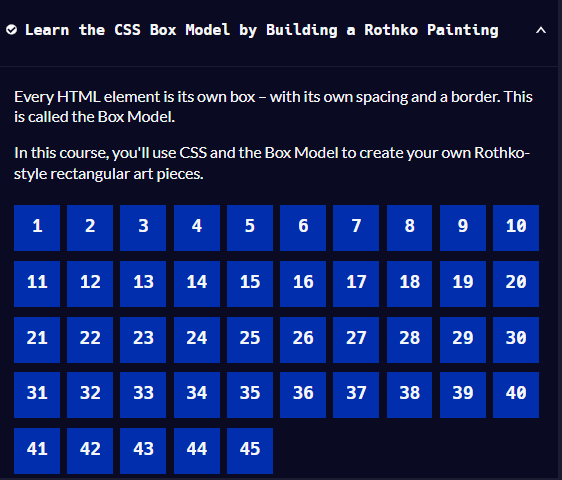 Learn the CSS Box Model by Building a Rothko Painting
Every HTML element is its own box – with its own spacing and a border. This
is called the Box Model.
In this course, you'll use CSS and the Box Model to create your own Rothko-
style rectangular art pieces.
1 2 3 4 5 6 7 8 9 10
11 12 13 14 15 16 17 18 19 20
21 22 23 24 25 26 27 28 29 30
31 32 33 34 35 36 37 38 39 40
41 42 43 44 45